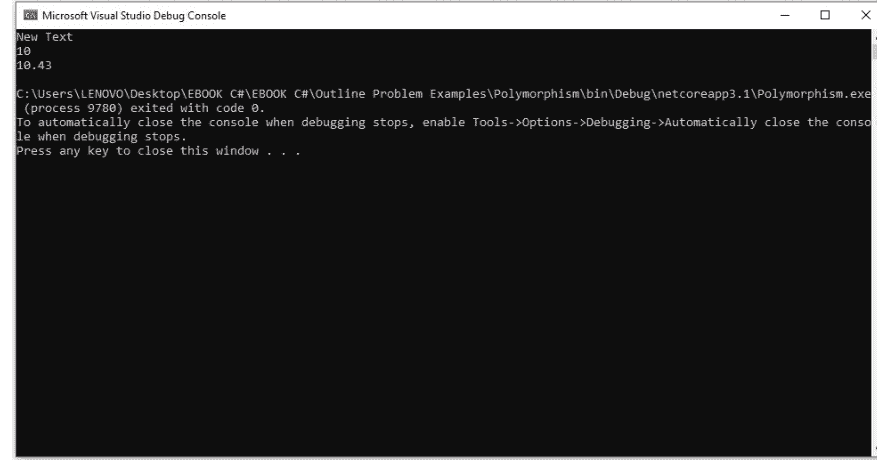 Microsoft Visual Studio Debug Console
New Text
10
10.43
C:\Users\LENOVO\Desktop\EBOOK C#\EBOOK C#\Outline Problem Examples\Polymorphism\bin\Debug\netcoreapp3.1\Polymorphism.exe
(process 9780) exited with code 0.
To automatically close the console when debugging stops, enable Tools->Options->Debugging->Automatically close the conso
le when debugging stops.
Press any key to close this window . . .